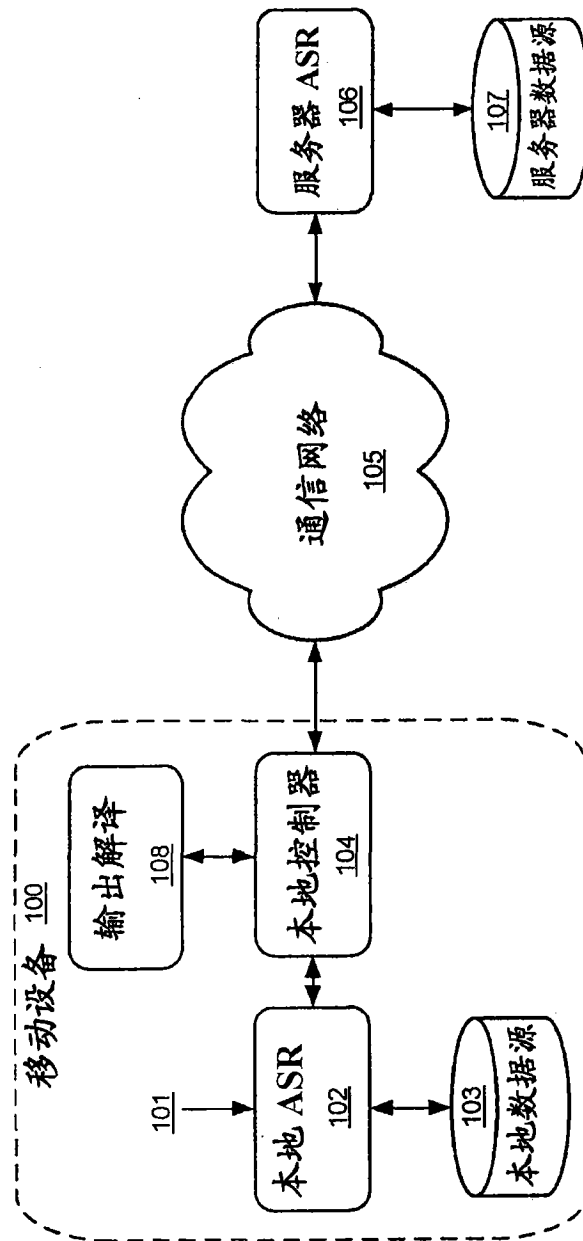 移动设备 100
输出解译
108
101
本地 ASR
102
本地控制器
104
103
本地数据源
通信网络
105
服务器 ASR
106
107
服务器数据源